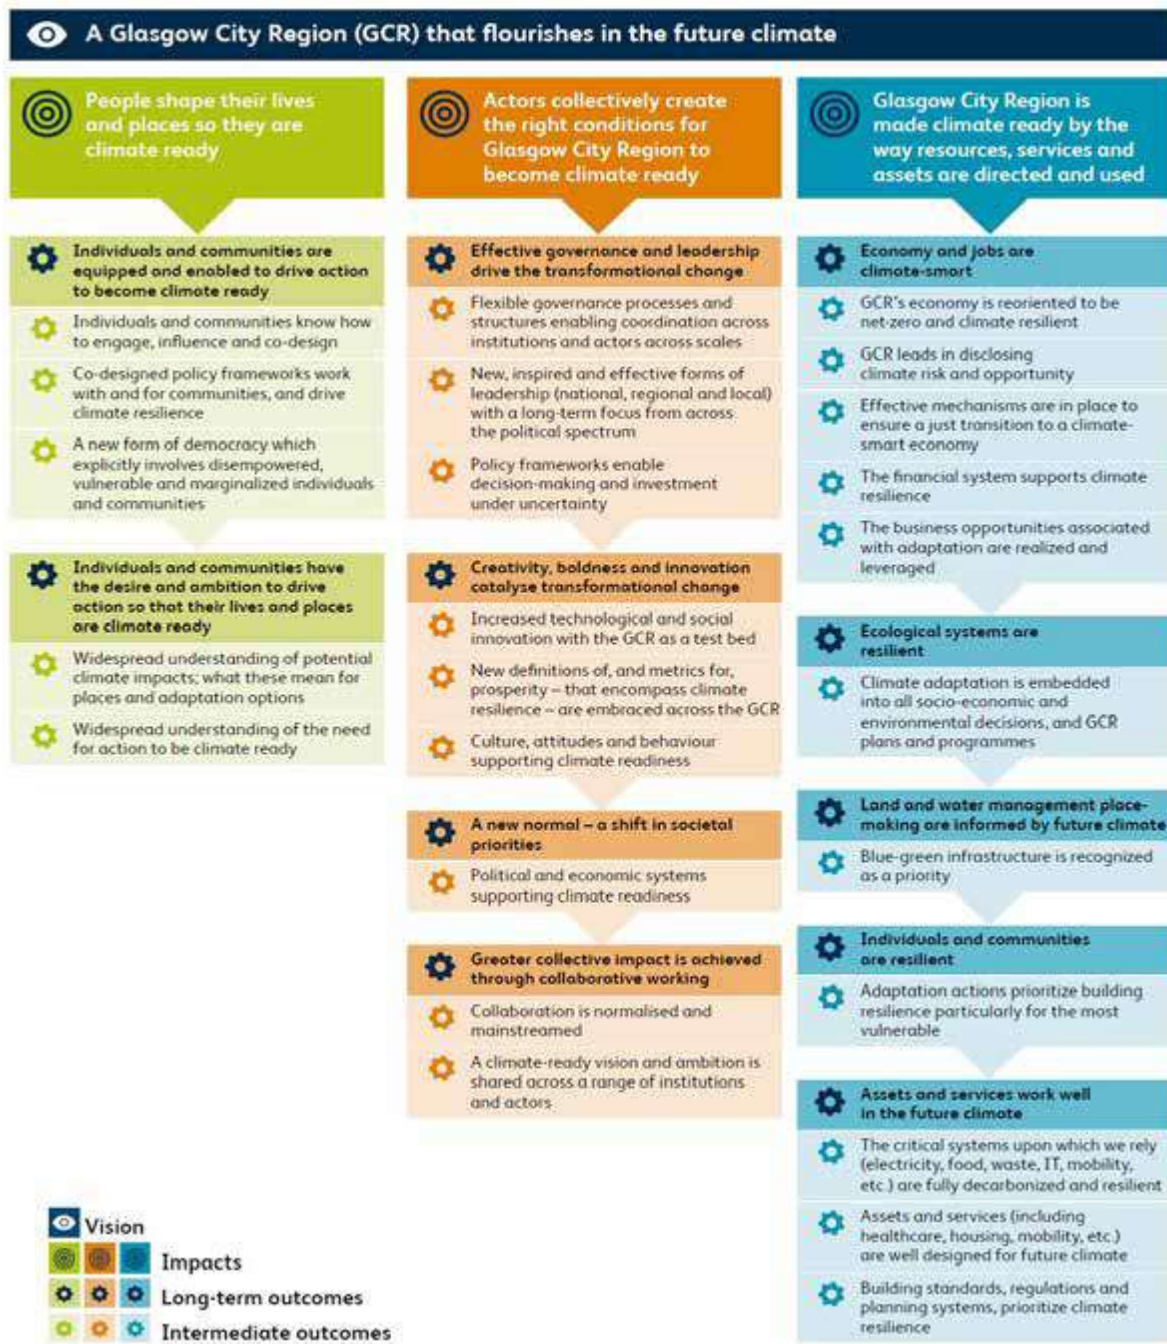 A Glasgow City Region (GCR) that flourishes in the future climate
People shape their lives
and places so they are
climate ready
Individuals and communities are
equipped and enabled to drive action
to become climate ready
Individuals and communities know how
to engage, influence and co-design
Co-designed policy frameworks work
with and for communities, and drive
climate resilience
A new form of democracy which
explicitly involves disempowered,
vulnerable and marginalized individuals
and communities
Individuals and communities have
the desire and ambition to drive
action so that their lives and places
are climate ready
Widespread understanding of potential
climate impacts; what these mean for
places and adaptation options
Widespread understanding of the need
for action to be climate ready
Actors collectively create
the right conditions for
Glasgow City Region to
become climate ready
Effective governance and leadership
drive the transformational change
Flexible governance processes and
structures enabling coordination across
institutions and actors across scales
New, inspired and effective forms of
leadership (national, regional and local)
with a long-term focus from across
the political spectrum
Policy frameworks enable
decision-making and investment
under uncertainty
Creativity, boldness and innovation
catalyse transformational change
Increased technological and social
innovation with the GCR as a test bed
New definitions of, and metrics for,
prosperity – that encompass climate
resilience – are embraced across the GCR
Culture, attitudes and behaviour
supporting climate readiness
A new normal – a shift in societal
priorities
Political and economic systems
supporting climate readiness
Greater collective impact is achieved
through collaborative working
Collaboration is normalised and
mainstreamed
A climate-ready vision and ambition is
shared across a range of institutions
and actors
Glasgow City Region is
made climate ready by the
way resources, services and
assets are directed and used
Economy and jobs are
climate-smart
GCR's economy is reoriented to be
net-zero and climate resilient
GCR leads in disclosing
climate risk and opportunity
Effective mechanisms are in place to
ensure a just transition to a climate-
smart economy
The financial system supports climate
resilience
The business opportunities associated
with adaptation are realized and
leveraged
Ecological systems are
resilient
Climate adaptation is embedded
into all socio-economic and
environmental decisions, and GCR
plans and programmes
Land and water management place-
making are informed by future climate
Blue-green infrastructure is recognized
as a priority
Individuals and communities
are resilient
Adaptation actions prioritize building
resilience particularly for the most
vulnerable
Assets and services work well
in the future climate
The critical systems upon which we rely
(electricity, food, waste, IT, mobility,
etc.) are fully decarbonized and resilient
Assets and services (including
healthcare, housing, mobility, etc.)
are well designed for future climate
Building standards, regulations and
planning systems, prioritize climate
resilience
Vision
Impacts
Long-term outcomes
Intermediate outcomes